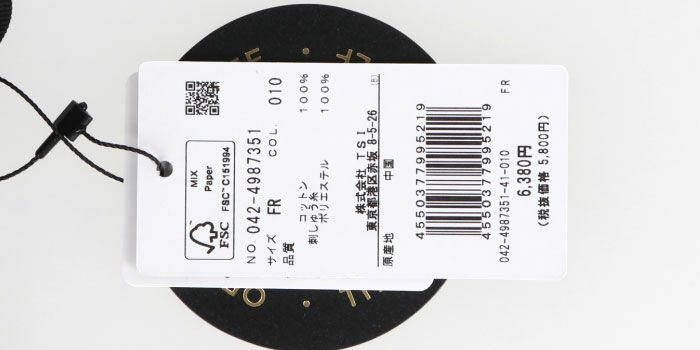 MIX
Paper
FSC™ C151994
FSC
NO. 042-4987351
サイズ FR COL. 010
品質
コットン 100%
刺しゅう糸
ポリエステル 100%
(B)
株式会社 TSI
東京都港区赤坂 8-5-26
原産地 中国
4550377995219
4550377995219
FR
042-4987351-41-010
6,380円
(税抜価格 5,800円)